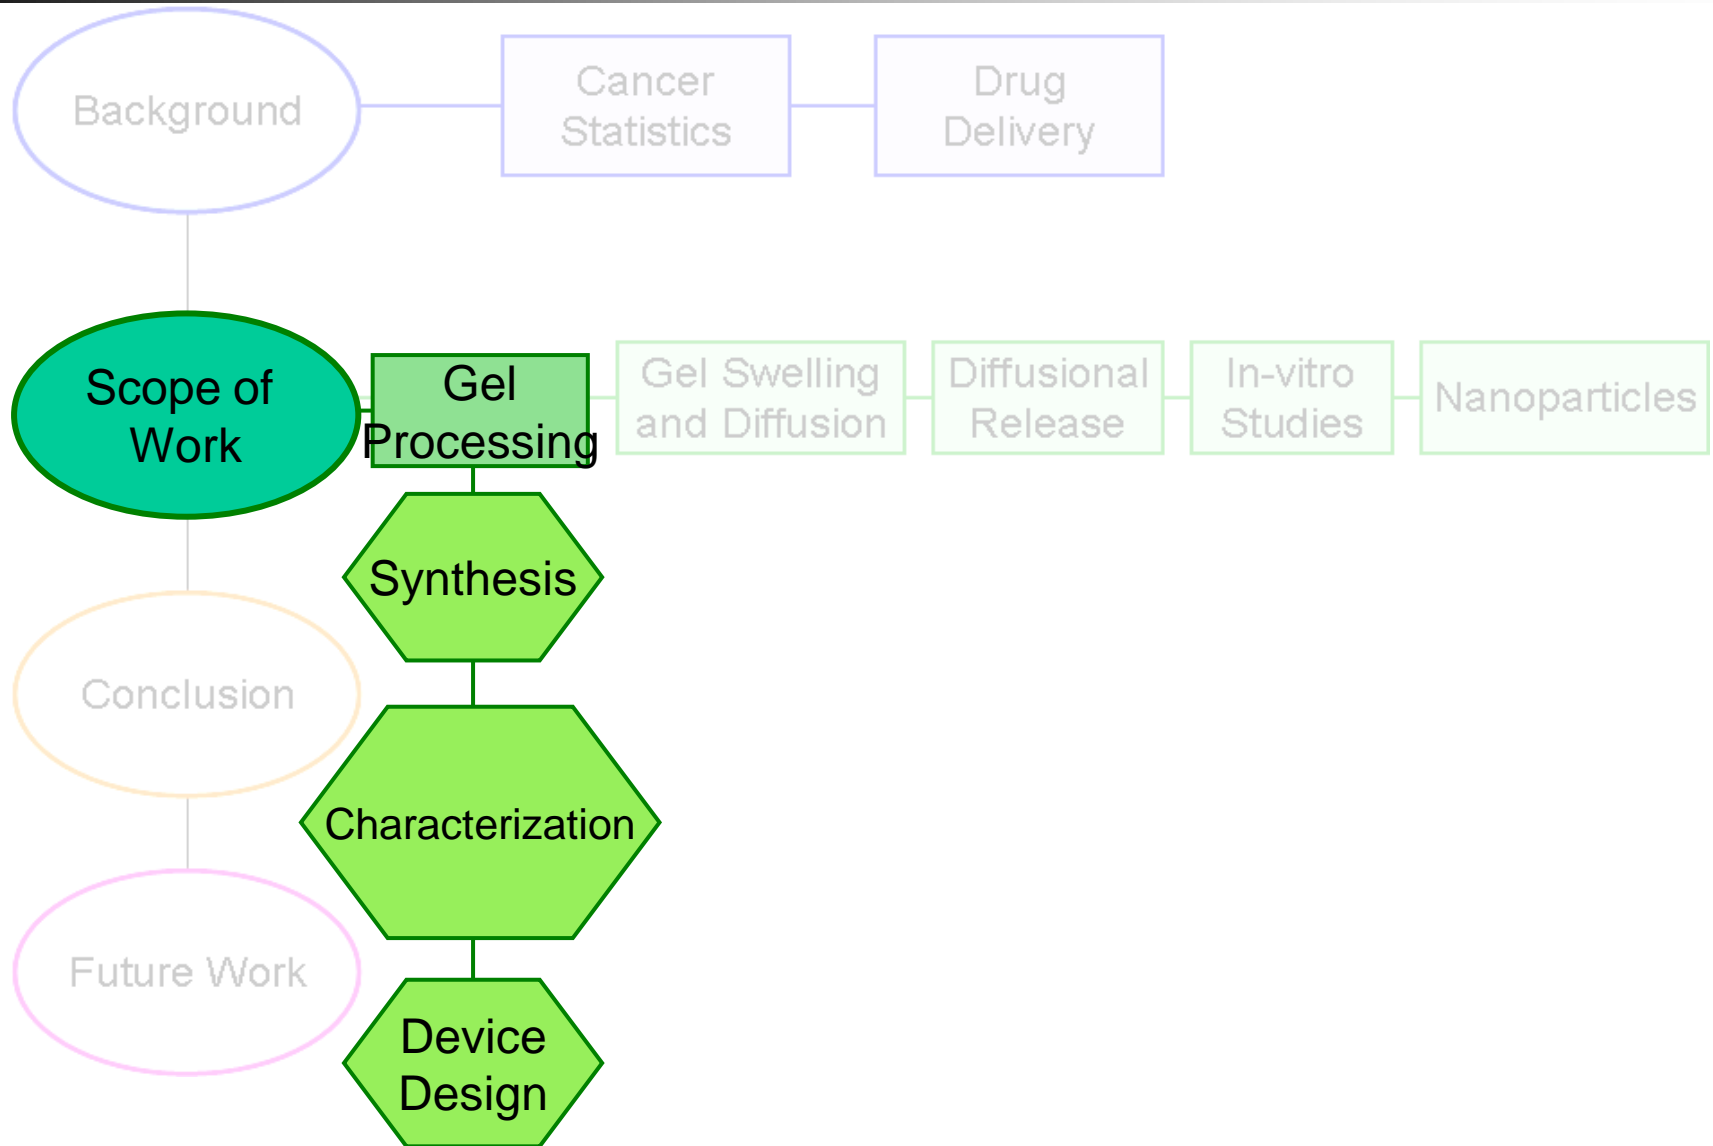 Background
Cancer
Statistics
Drug
Delivery
Scope of
Work
Gel
Processing
Gel Swelling
and Diffusion
Diffusional
Release
In-vitro
Studies
Nanoparticles
Synthesis
Conclusion
Characterization
Future Work
Device
Design